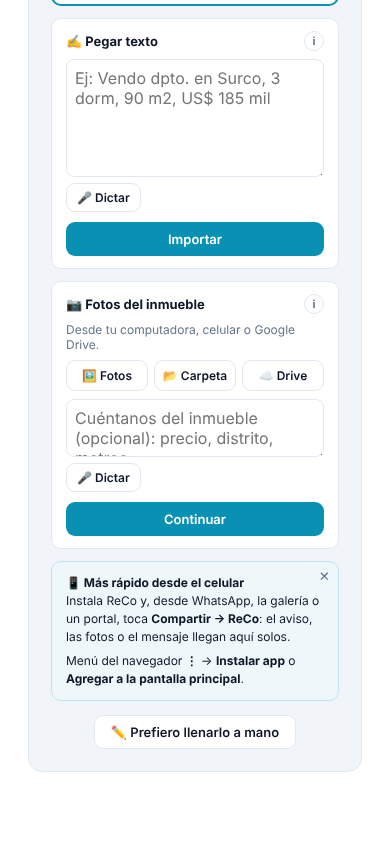 ✍️ Pegar texto
i
Ej: Vendo dpto. en Surco, 3
dorm, 90 m2, US$ 185 mil
🎤 Dictar
Importar
📷 Fotos del inmueble
i
Desde tu computadora, celular o Google
Drive.
🖼️ Fotos 📂 Carpeta ☁️ Drive
Cuéntanos del inmueble
(opcional): precio, distrito,
🎤 Dictar
Continuar
📱 Más rápido desde el celular
✕
Instala ReCo y, desde WhatsApp, la galería o
un portal, toca Compartir → ReCo: el aviso,
las fotos o el mensaje llegan aquí solos.
Menú del navegador ⋮ → Instalar app o
Agregar a la pantalla principal.
✏️ Prefiero llenarlo a mano